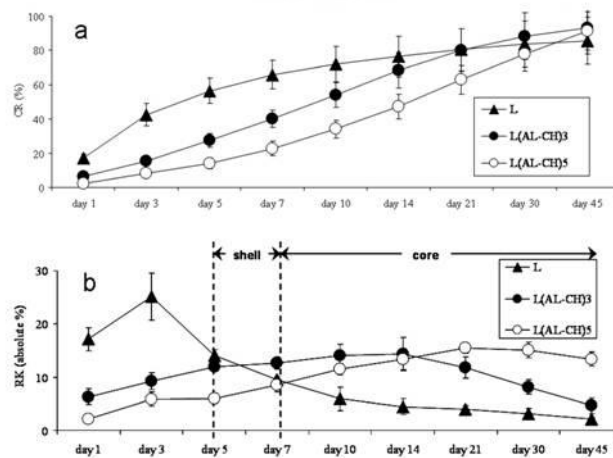 a
100
80
60
40
20
0
CR (%)
L
L(AL-CH)3
L(AL-CH)5
day 1 day 3 day 5 day 7 day 10 day 14 day 21 day 30 day 45
b
shell core
30
20
10
0
RK (absolute %)
L
L(AL-CH)3
L(AL-CH)5
day 1 day 3 day 5 day 7 day 10 day 14 day 21 day 30 day 45